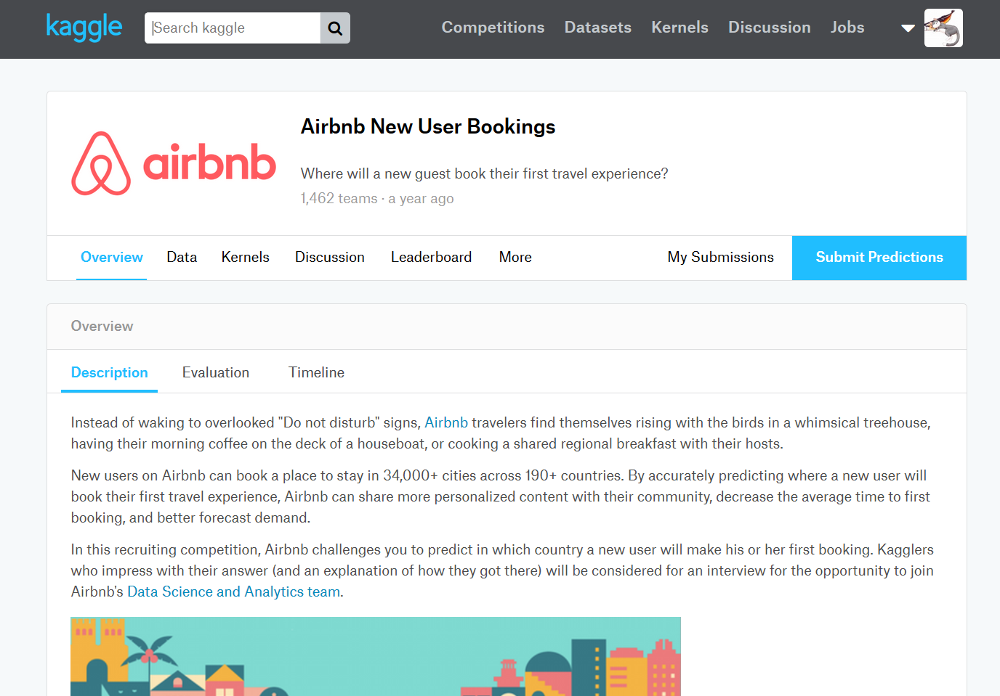 kaggle
Search kaggle
Competitions Datasets Kernels Discussion Jobs
airbnb
Airbnb New User Bookings
Where will a new guest book their first travel experience?
1,462 teams · a year ago
Overview Data Kernels Discussion Leaderboard More My Submissions Submit Predictions
Overview
Description Evaluation Timeline
Instead of waking to overlooked "Do not disturb" signs, Airbnb travelers find themselves rising with the birds in a whimsical treehouse,
having their morning coffee on the deck of a houseboat, or cooking a shared regional breakfast with their hosts.
New users on Airbnb can book a place to stay in 34,000+ cities across 190+ countries. By accurately predicting where a new user will
book their first travel experience, Airbnb can share more personalized content with their community, decrease the average time to first
booking, and better forecast demand.
In this recruiting competition, Airbnb challenges you to predict in which country a new user will make his or her first booking. Kagglers
who impress with their answer (and an explanation of how they got there) will be considered for an interview for the opportunity to join
Airbnb's Data Science and Analytics team.